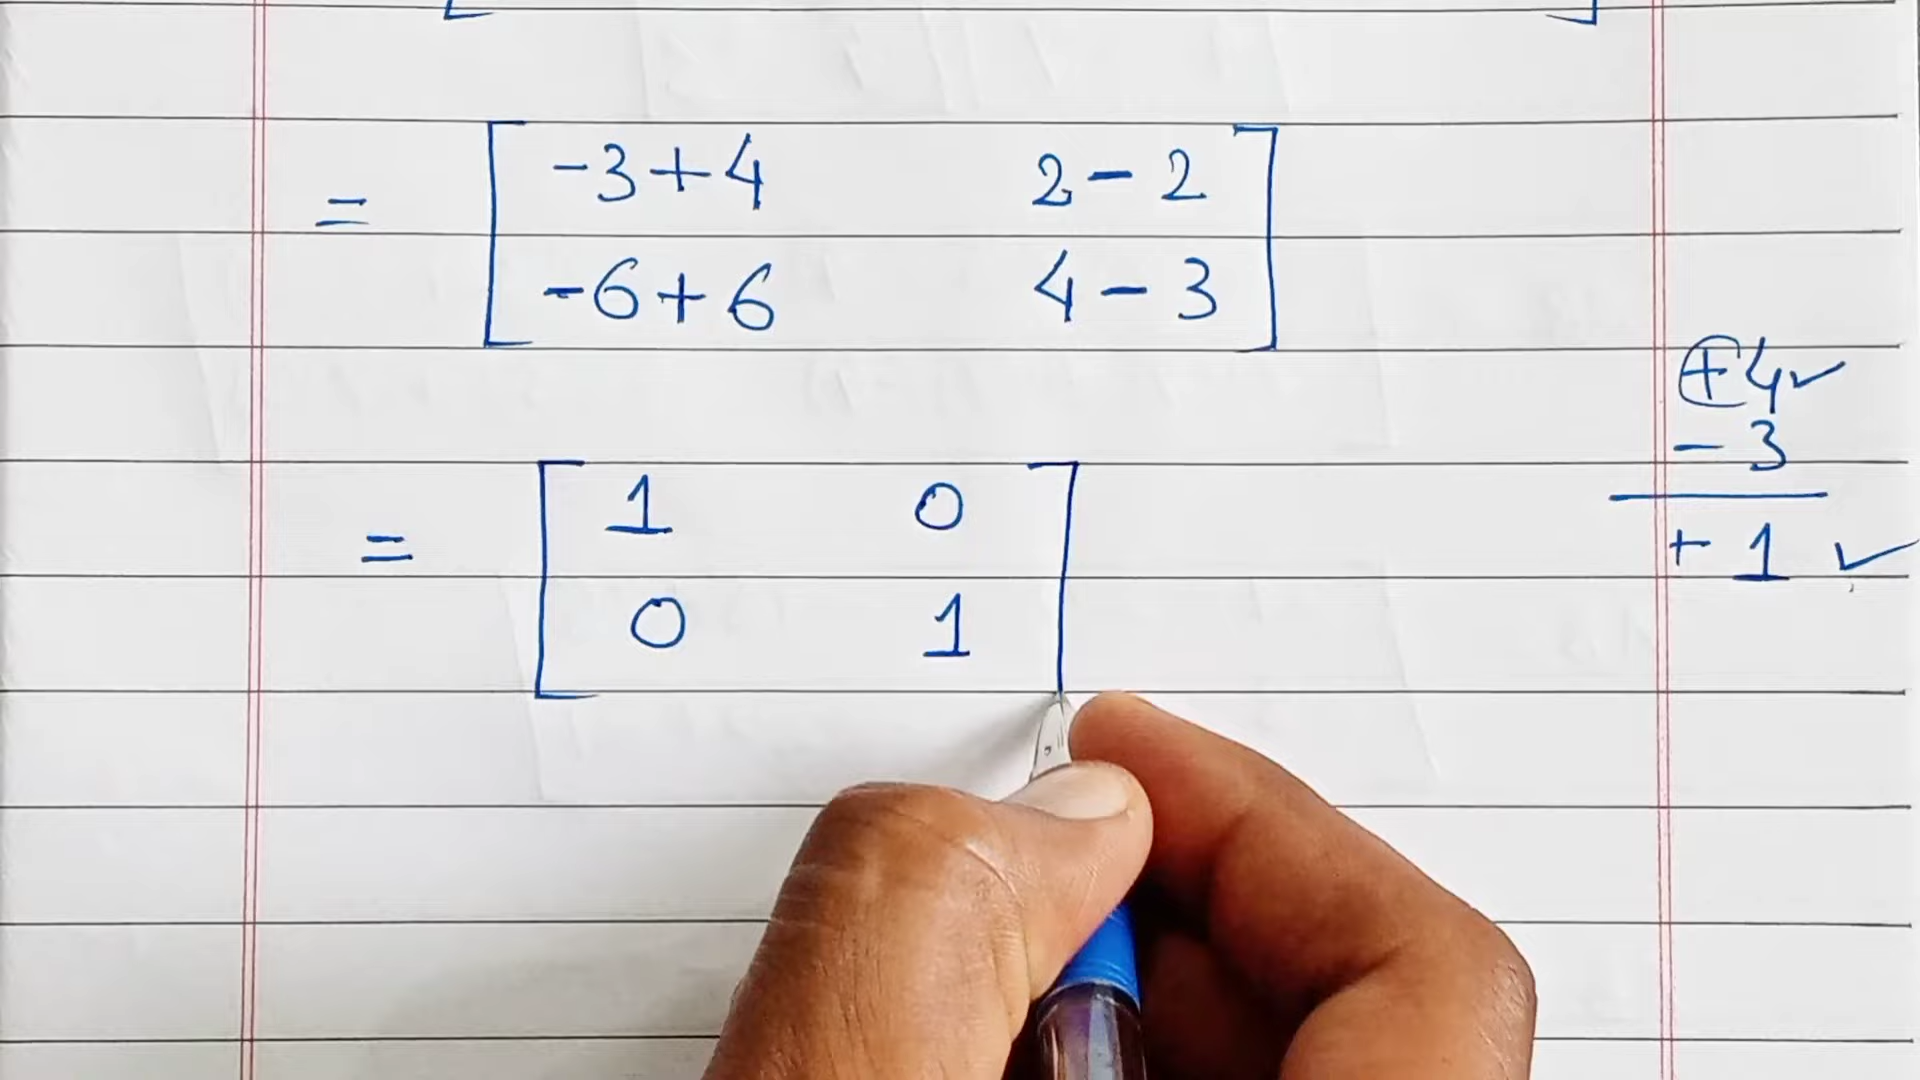 = [ -3+4 2-2
-6+6 4-3 ]
+4✓
-3
+1 ✓
= [ 1 0
0 1 ]